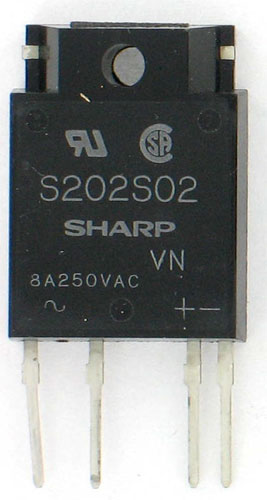 S202S02
SHARP
VN
8A250VAC
~ +-